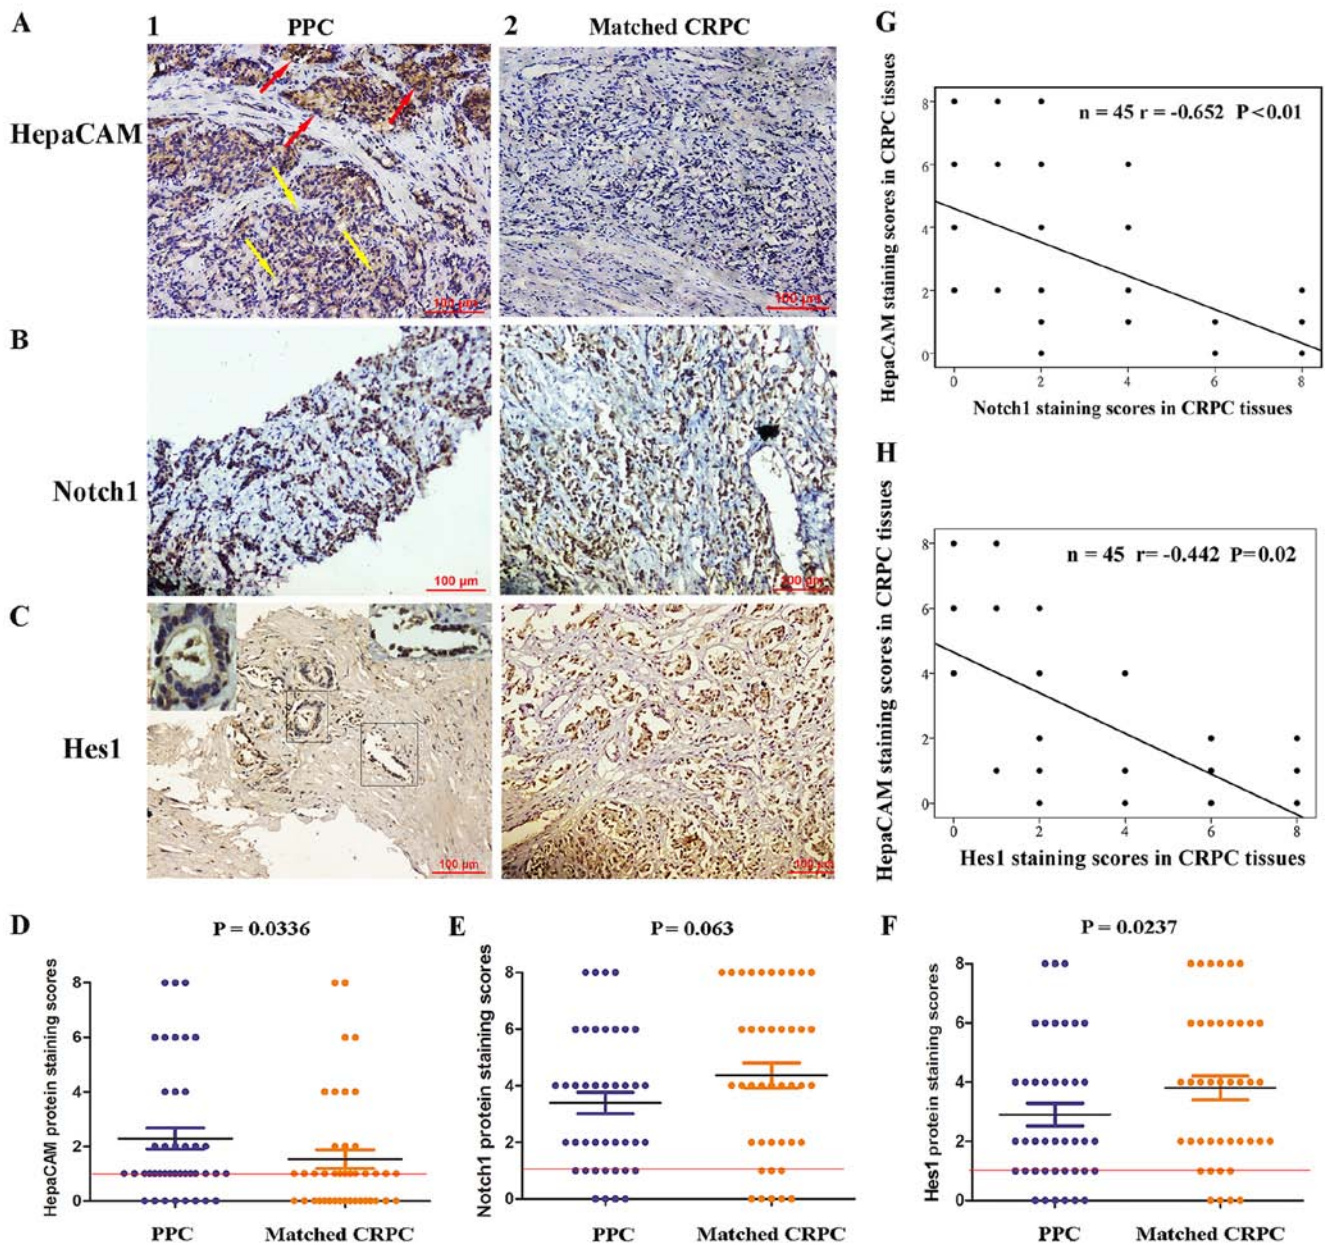 A
1 PPC
2 Matched CRPC
HepaCAM
100 μm
100 μm
B
Notch1
100 μm
100 μm
C
Hes1
100 μm
100 μm
G
HepaCAM staining scores in CRPC tissues
n = 45 r = -0.652 P<0.01
8
6
4
2
0
0 2 4 6 8
Notch1 staining scores in CRPC tissues
H
HepaCAM staining scores in CRPC tissues
n = 45 r= -0.442 P=0.02
8
6
4
2
0
0 2 4 6 8
Hes1 staining scores in CRPC tissues
D
P = 0.0336
HepaCAM protein staining scores
8
6
4
2
0
PPC Matched CRPC
E
P = 0.063
Notch1 protein staining scores
8
6
4
2
0
PPC Matched CRPC
F
P = 0.0237
Hes1 protein staining scores
8
6
4
2
0
PPC Matched CRPC